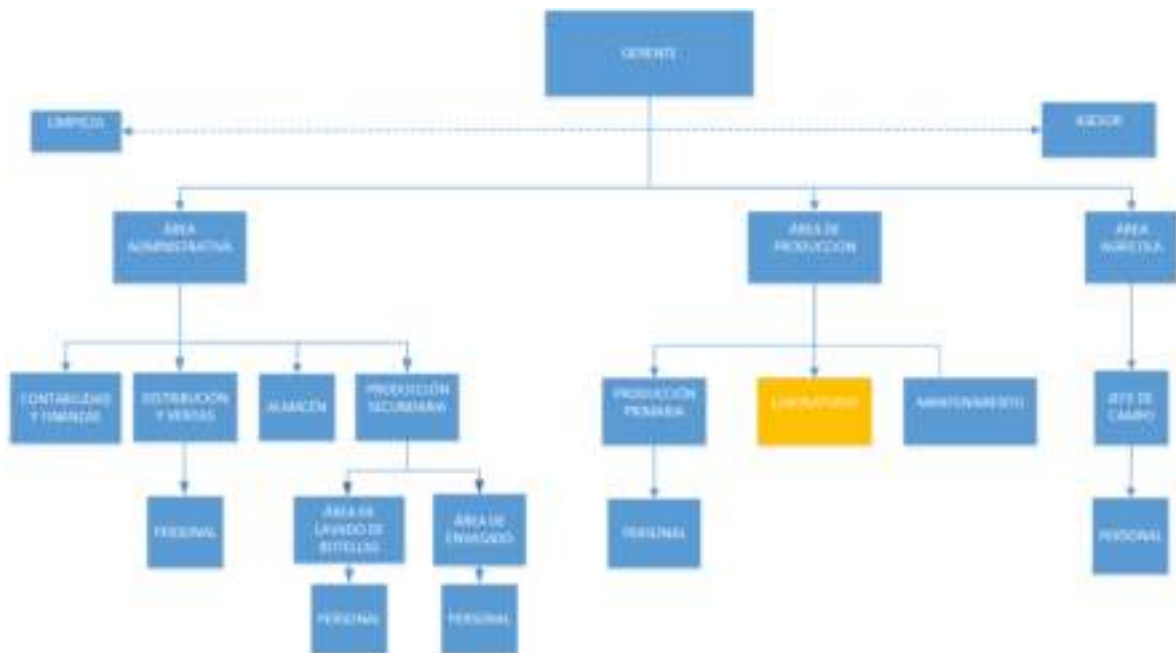 GERENTE
LIMPIEZA
ASESOR
ÁREA
ADMINISTRATIVA
ÁREA DE
PRODUCCIÓN
ÁREA
AGRÍCOLA
CONTABILIDAD
Y FINANZAS
DISTRIBUCIÓN
Y VENTAS
ALMACÉN
PRODUCCIÓN
SECUNDARIA
PRODUCCIÓN
PRIMARIA
LABORATORIO
MANTENIMIENTO
JEFE DE
CAMPO
PERSONAL
ÁREA DE
LAVADO DE
BOTELLAS
ÁREA DE
ENVASADO
PERSONAL
PERSONAL
PERSONAL
PERSONAL